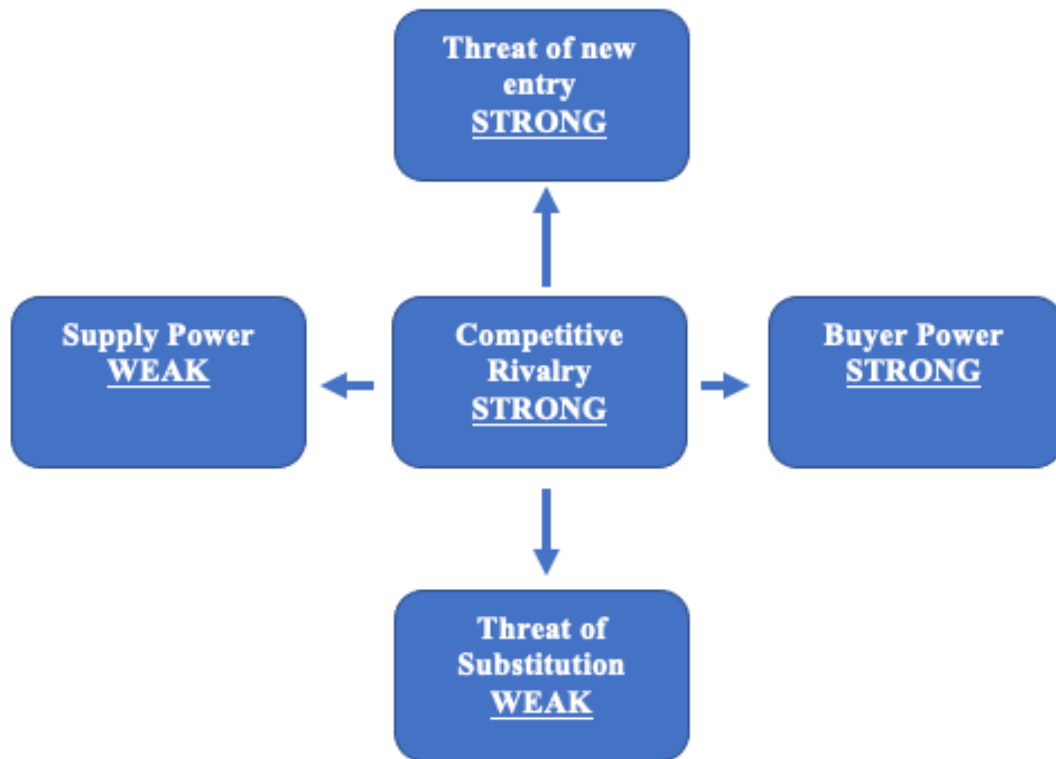 Threat of new
entry
STRONG
Supply Power
WEAK
Competitive
Rivalry
STRONG
Buyer Power
STRONG
Threat of
Substitution
WEAK